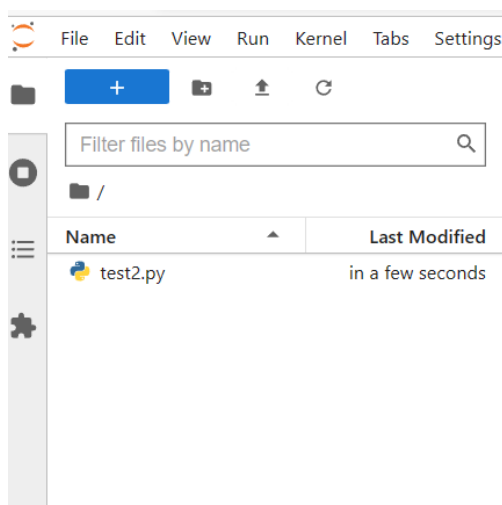 File Edit View Run Kernel Tabs Settings
+
Filter files by name
/
Name Last Modified
test2.py in a few seconds